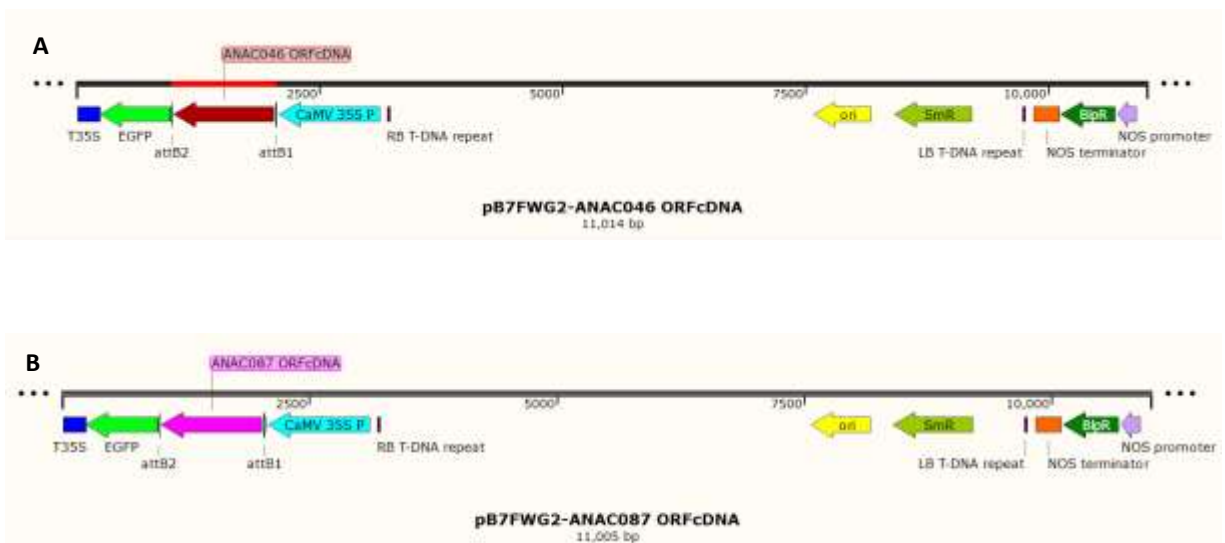 A
ANAC046 ORFcDNA
2500 5000 7500 10,000
T35S EGFP attB2 attB1 CaMV 35S P RB T-DNA repeat ori SmR LB T-DNA repeat NOS terminator BlpR NOS promoter
pB7FWG2-ANAC046 ORFcDNA
11,014 bp
B
ANAC087 ORFcDNA
2500 5000 7500 10,000
T35S EGFP attB2 attB1 CaMV 35S P RB T-DNA repeat ori SmR LB T-DNA repeat NOS terminator BlpR NOS promoter
pB7FWG2-ANAC087 ORFcDNA
11,005 bp